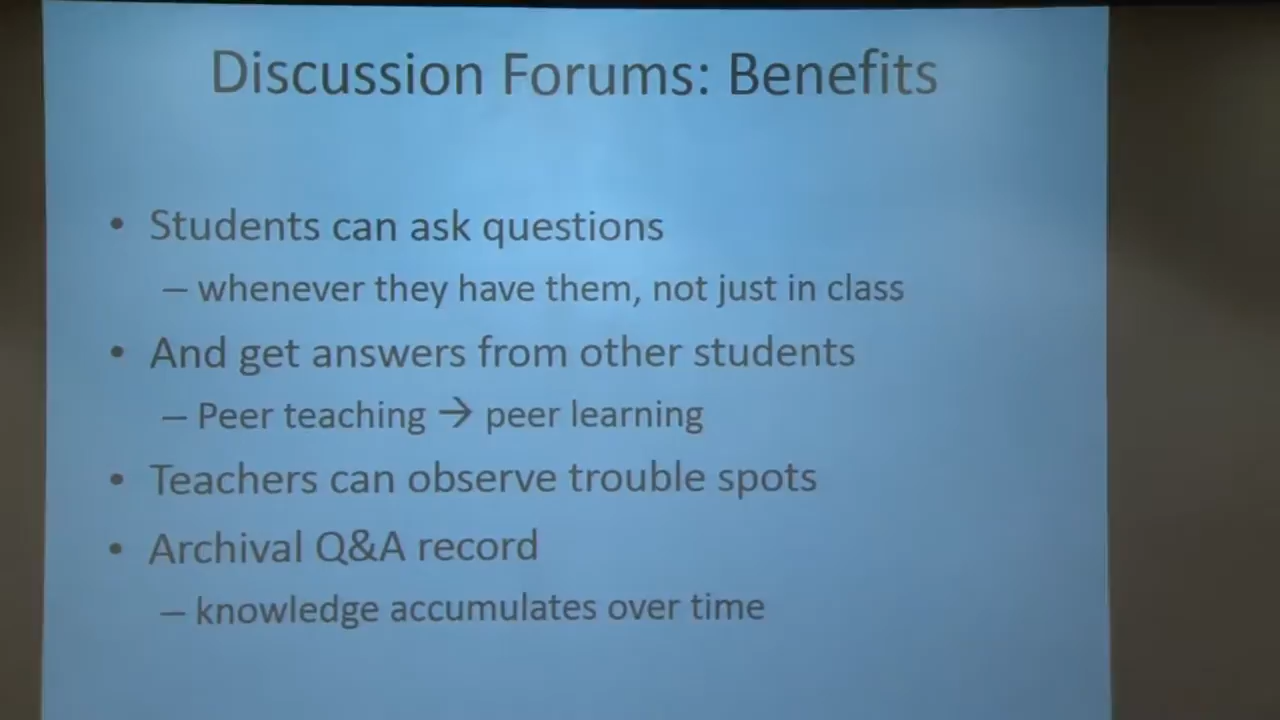 Discussion Forums: Benefits
• Students can ask questions
– whenever they have them, not just in class
• And get answers from other students
– Peer teaching → peer learning
• Teachers can observe trouble spots
• Archival Q&A record
– knowledge accumulates over time